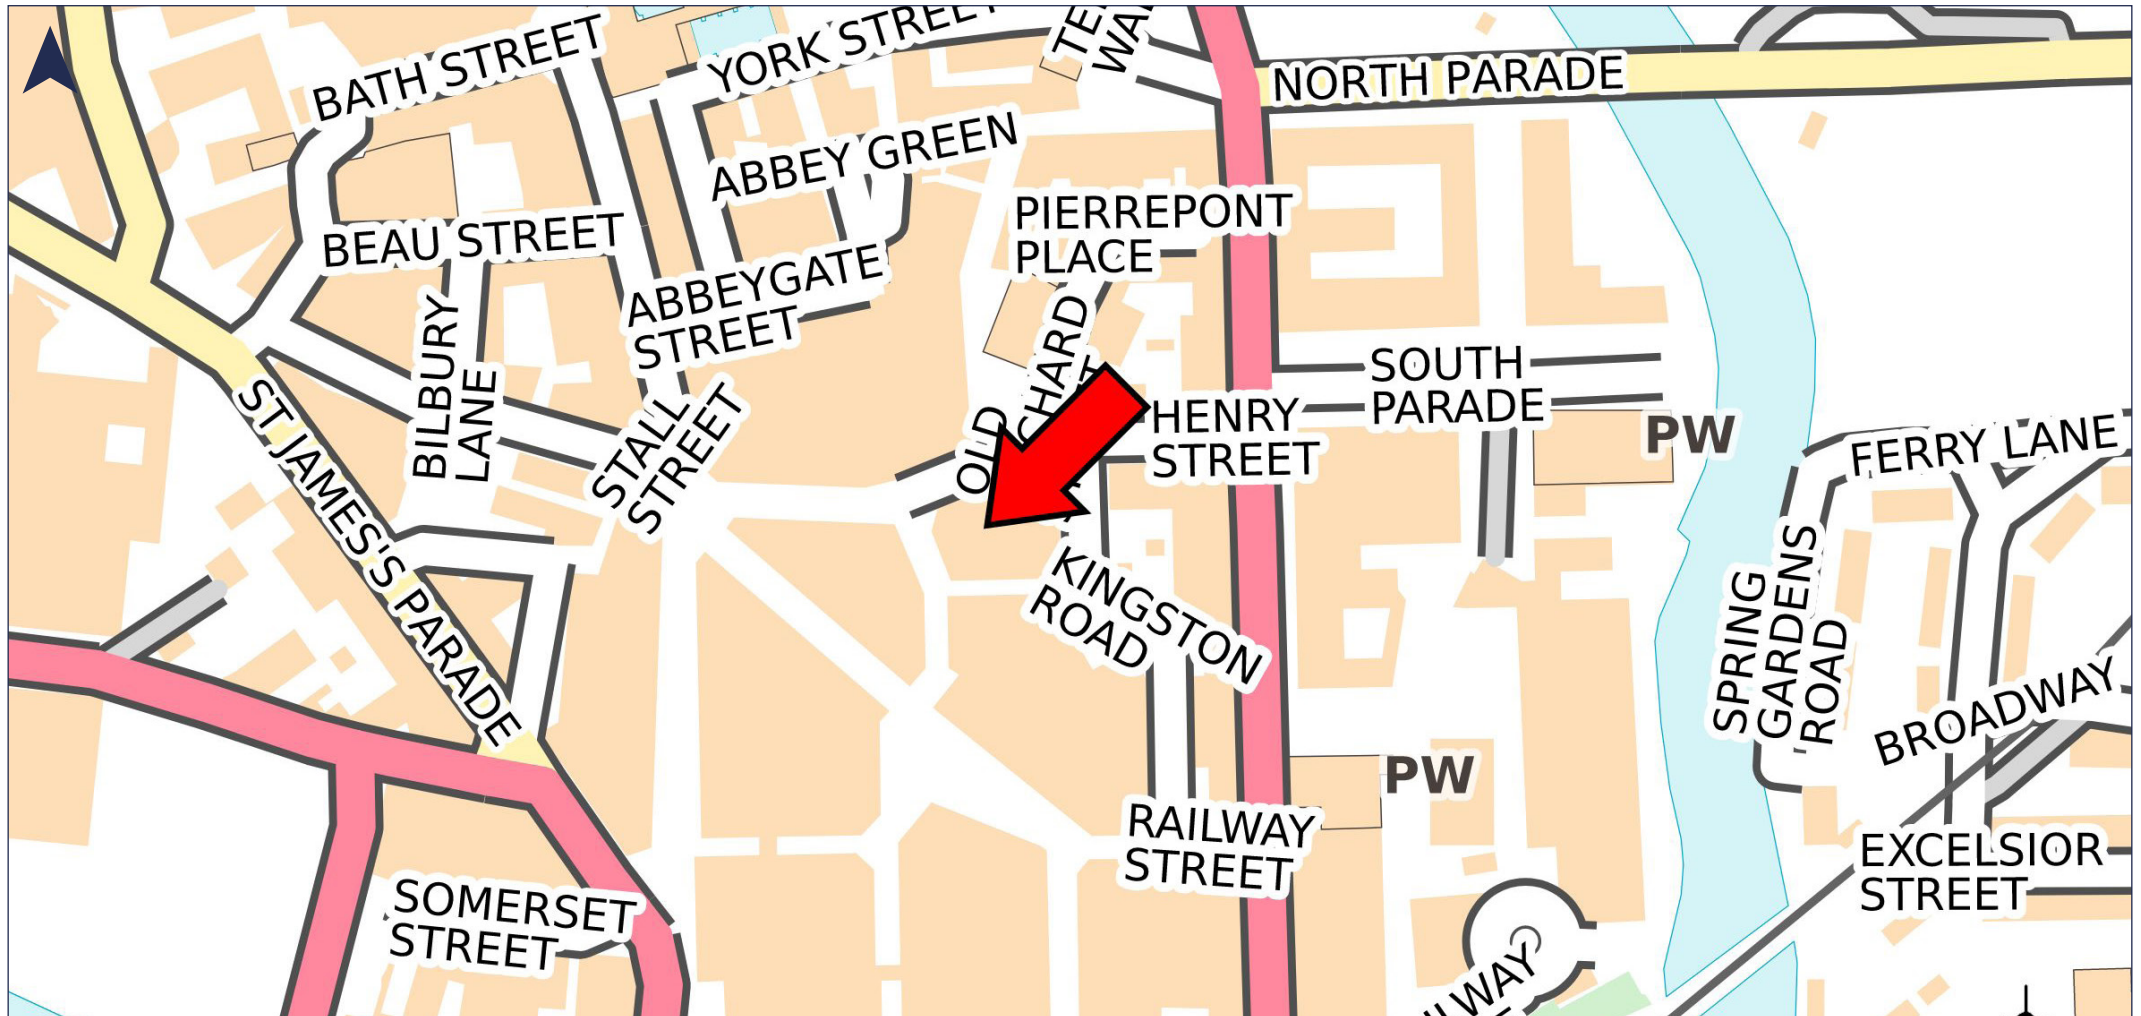 BATH STREET
YORK STREET
NORTH PARADE
ABBEY GREEN
PIERREPONT
PLACE
BEAU STREET
ABBEYGATE
STREET
BILBURY
LANE
SOUTH
PARADE
OLD
HENRY
STREET
PW
FERRY LANE
ST JAMES'S PARADE
STALL
STREET
KINGSTON
ROAD
SPRING
GARDENS
ROAD
BROADWAY
PW
RAILWAY
STREET
EXCELSIOR
STREET
SOMERSET
STREET